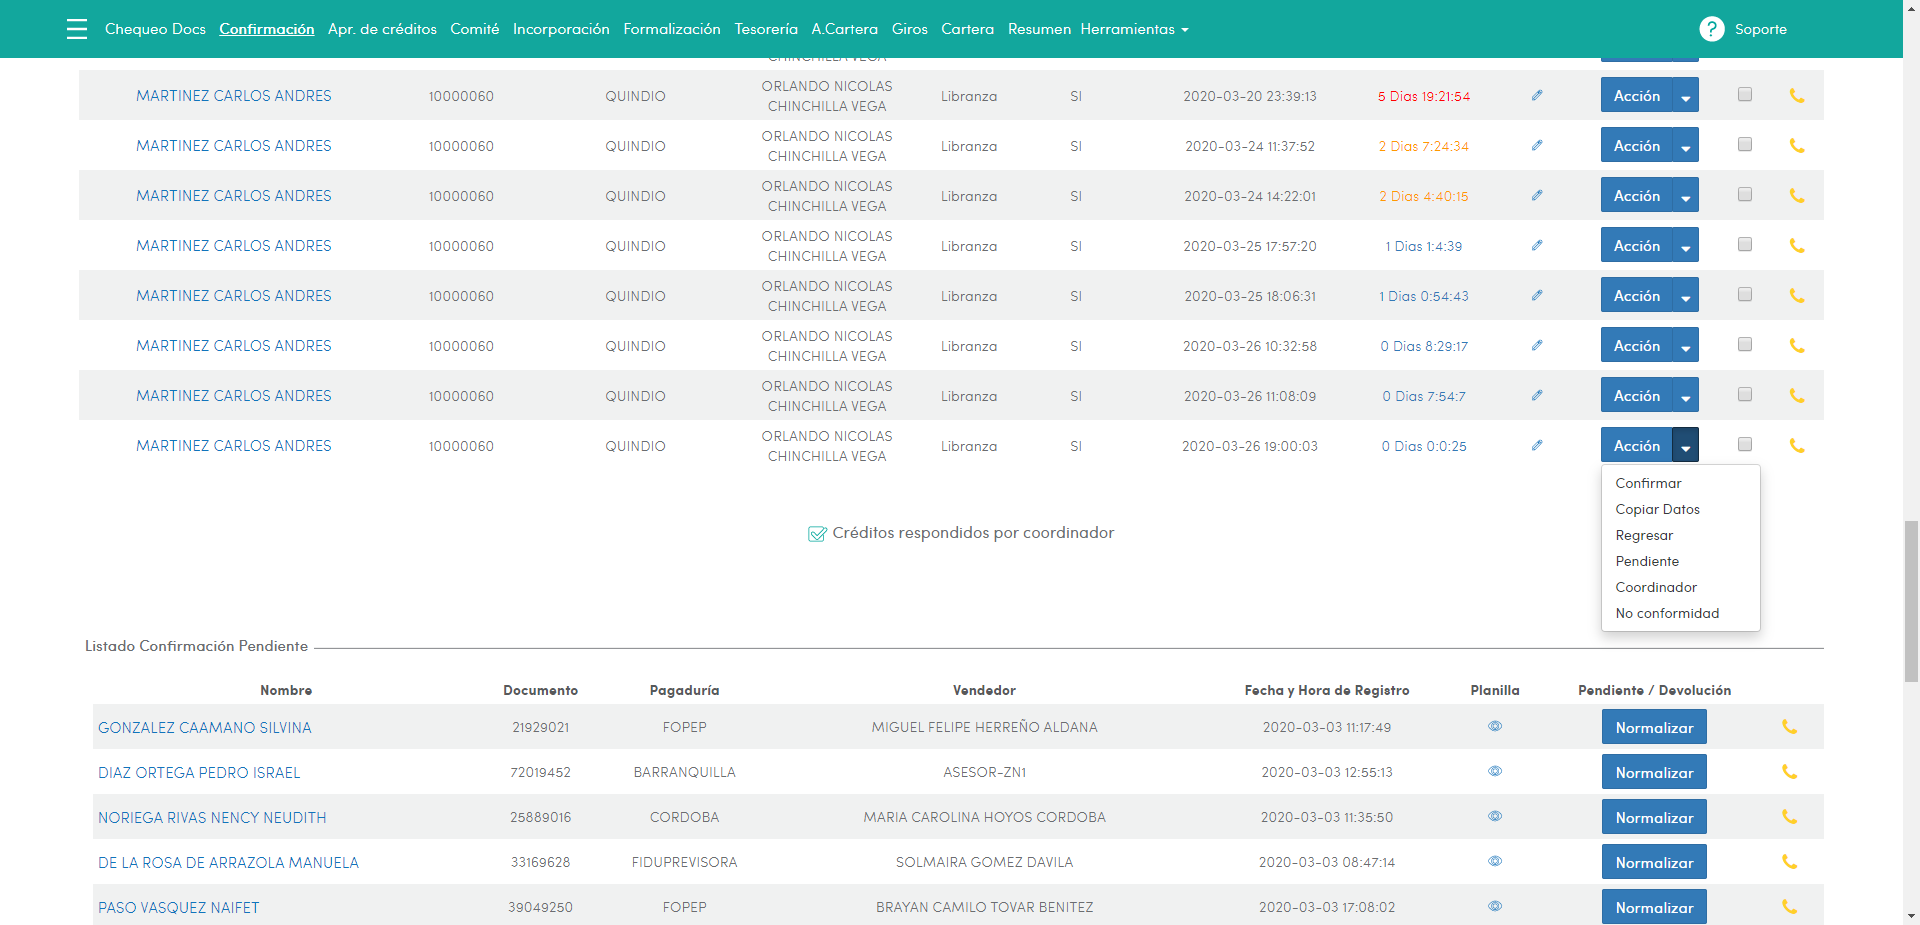 Chequeo Docs Confirmación Apr. de créditos Comité Incorporación Formalización Tesorería A.Cartera Giros Cartera Resumen Herramientas ? Soporte
CHINCHILLA VEGA
MARTINEZ CARLOS ANDRES 10000060 QUINDIO ORLANDO NICOLAS CHINCHILLA VEGA Libranza SI 2020-03-20 23:39:13 5 Dias 19:21:54 Acción
MARTINEZ CARLOS ANDRES 10000060 QUINDIO ORLANDO NICOLAS CHINCHILLA VEGA Libranza SI 2020-03-24 11:37:52 2 Dias 7:24:34 Acción
MARTINEZ CARLOS ANDRES 10000060 QUINDIO ORLANDO NICOLAS CHINCHILLA VEGA Libranza SI 2020-03-24 14:22:01 2 Dias 4:40:15 Acción
MARTINEZ CARLOS ANDRES 10000060 QUINDIO ORLANDO NICOLAS CHINCHILLA VEGA Libranza SI 2020-03-25 17:57:20 1 Dias 1:4:39 Acción
MARTINEZ CARLOS ANDRES 10000060 QUINDIO ORLANDO NICOLAS CHINCHILLA VEGA Libranza SI 2020-03-25 18:06:31 1 Dias 0:54:43 Acción
MARTINEZ CARLOS ANDRES 10000060 QUINDIO ORLANDO NICOLAS CHINCHILLA VEGA Libranza SI 2020-03-26 10:32:58 0 Dias 8:29:17 Acción
MARTINEZ CARLOS ANDRES 10000060 QUINDIO ORLANDO NICOLAS CHINCHILLA VEGA Libranza SI 2020-03-26 11:08:09 0 Dias 7:54:7 Acción
MARTINEZ CARLOS ANDRES 10000060 QUINDIO ORLANDO NICOLAS CHINCHILLA VEGA Libranza SI 2020-03-26 19:00:03 0 Dias 0:0:25 Acción
Confirmar
Copiar Datos
Regresar
Pendiente
Coordinador
No conformidad
Créditos respondidos por coordinador
Listado Confirmación Pendiente
Nombre Documento Pagaduría Vendedor Fecha y Hora de Registro Planilla Pendiente / Devolución
GONZALEZ CAAMANO SILVINA 21929021 FOPEP MIGUEL FELIPE HERREÑO ALDANA 2020-03-03 11:17:49 Normalizar
DIAZ ORTEGA PEDRO ISRAEL 72019452 BARRANQUILLA ASESOR-ZN1 2020-03-03 12:55:13 Normalizar
NORIEGA RIVAS NENCY NEUDITH 25889016 CORDOBA MARIA CAROLINA HOYOS CORDOBA 2020-03-03 11:35:50 Normalizar
DE LA ROSA DE ARRAZOLA MANUELA 33169628 FIDUPREVISORA SOLMAIRA GOMEZ DAVILA 2020-03-03 08:47:14 Normalizar
PASO VASQUEZ NAIFET 39049250 FOPEP BRAYAN CAMILO TOVAR BENITEZ 2020-03-03 17:08:02 Normalizar